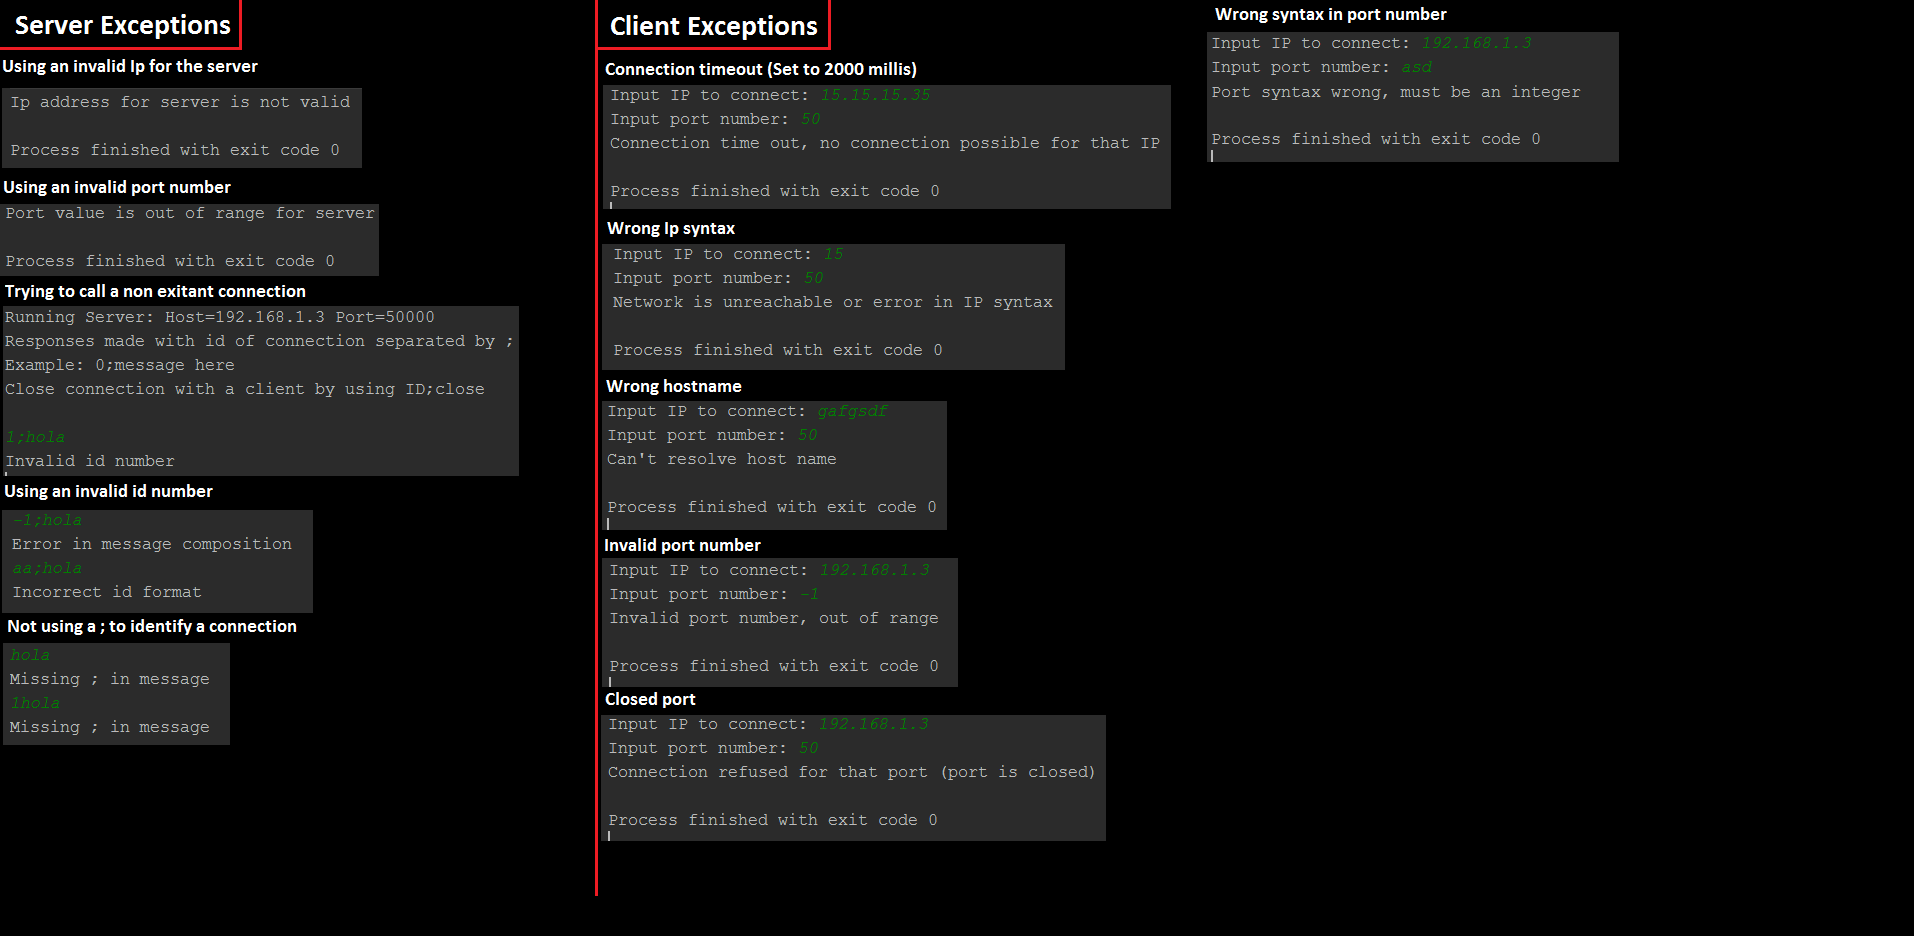 Server Exceptions
Using an invalid Ip for the server
Ip address for server is not valid
Process finished with exit code 0
Using an invalid port number
Port value is out of range for server
Process finished with exit code 0
Trying to call a non exitant connection
Running Server: Host=192.168.1.3 Port=50000
Responses made with id of connection separated by ;
Example: 0;message here
Close connection with a client by using ID;close
1;hola
Invalid id number
Using an invalid id number
-1;hola
Error in message composition
aa;hola
Incorrect id format
Not using a ; to identify a connection
hola
Missing ; in message
1hola
Missing ; in message
Client Exceptions
Connection timeout (Set to 2000 millis)
Input IP to connect: 15.15.15.35
Input port number: 50
Connection time out, no connection possible for that IP
Process finished with exit code 0
Wrong Ip syntax
Input IP to connect: 15
Input port number: 50
Network is unreachable or error in IP syntax
Process finished with exit code 0
Wrong hostname
Input IP to connect: gafgsdf
Input port number: 50
Can't resolve host name
Process finished with exit code 0
Invalid port number
Input IP to connect: 192.168.1.3
Input port number: -1
Invalid port number, out of range
Process finished with exit code 0
Closed port
Input IP to connect: 192.168.1.3
Input port number: 50
Connection refused for that port (port is closed)
Process finished with exit code 0
Wrong syntax in port number
Input IP to connect: 192.168.1.3
Input port number: asd
Port syntax wrong, must be an integer
Process finished with exit code 0